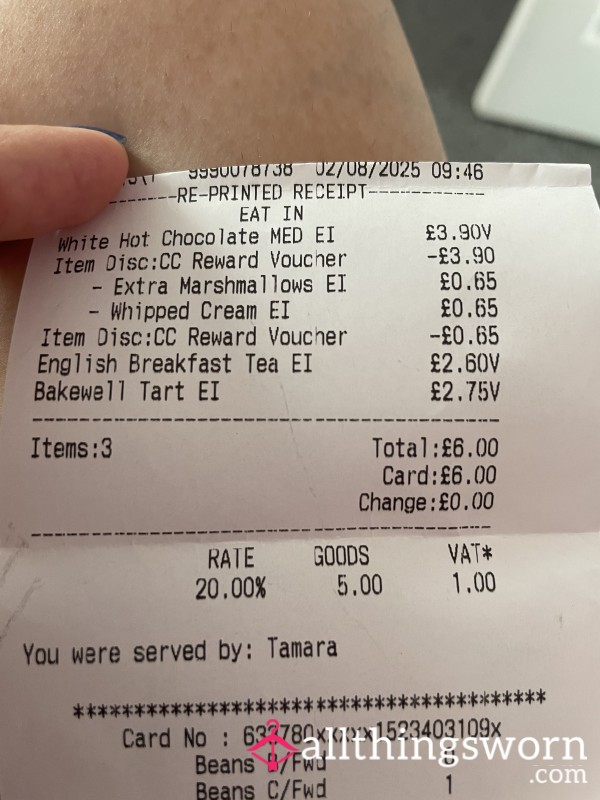 9990078738 02/08/2025 09:46
-------RE-PRINTED RECEIPT-----------
EAT IN
White Hot Chocolate MED EI £3.90V
Item Disc:CC Reward Voucher -£3.90
- Extra Marshmallows EI £0.65
- Whipped Cream EI £0.65
Item Disc:CC Reward Voucher -£0.65
English Breakfast Tea EI £2.60V
Bakewell Tart EI £2.75V
Items:3 Total:£6.00
Card:£6.00
Change:£0.00
RATE GOODS VAT*
20.00% 5.00 1.00
You were served by: Tamara
****************************************
Card No :
Beans B/Fwd
Beans C/Fwd 1
allthingsworn
.com